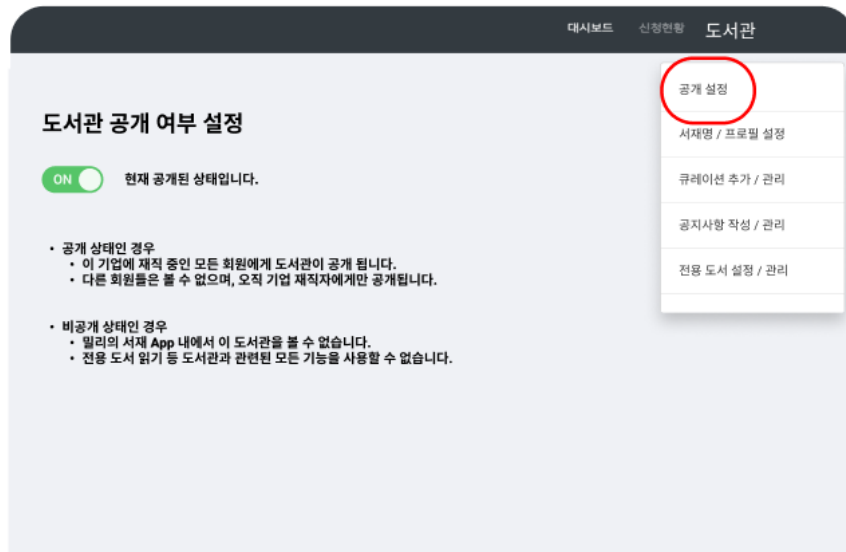 대시보드 신청현황 도서관
공개 설정
서재명 / 프로필 설정
큐레이션 추가 / 관리
공지사항 작성 / 관리
전용 도서 설정 / 관리
도서관 공개 여부 설정
ON 현재 공개된 상태입니다.
• 공개 상태인 경우
• 이 기업에 재직 중인 모든 회원에게 도서관이 공개 됩니다.
• 다른 회원들은 볼 수 없으며, 오직 기업 재직자에게만 공개됩니다.
• 비공개 상태인 경우
• 밀리의 서재 App 내에서 이 도서관을 볼 수 없습니다.
• 전용 도서 읽기 등 도서관과 관련된 모든 기능을 사용할 수 없습니다.